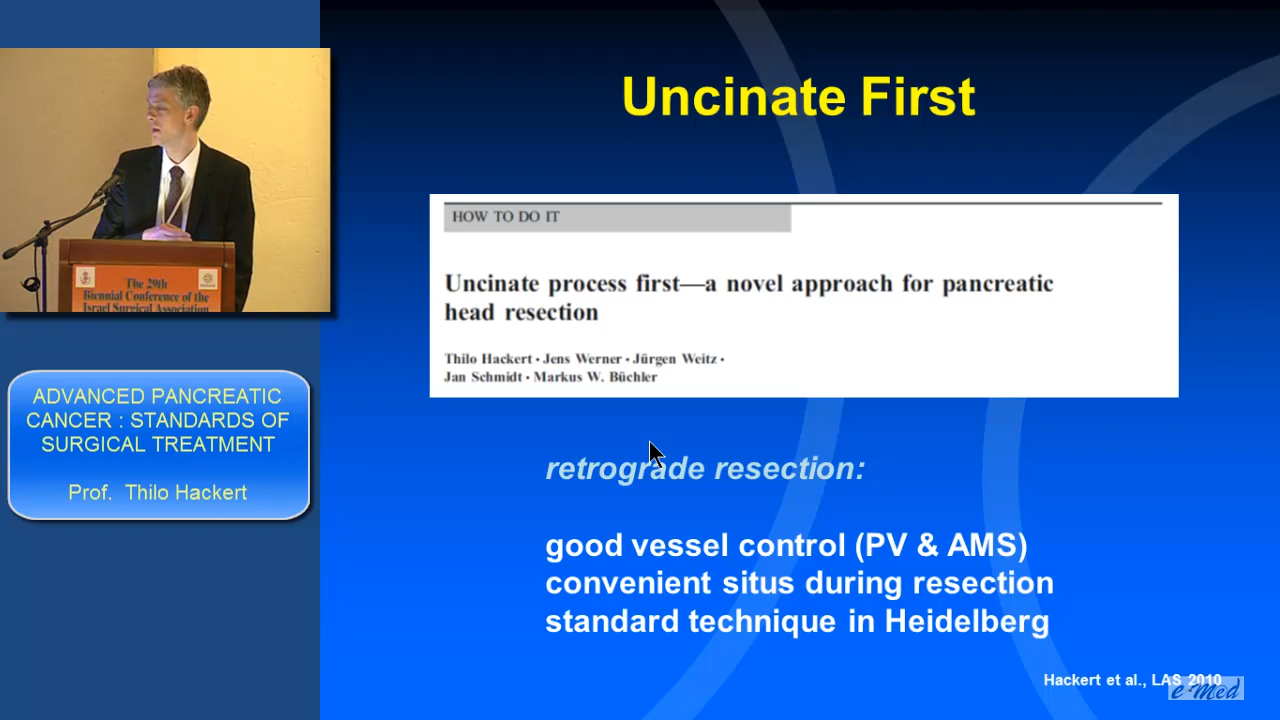 Uncinate First
HOW TO DO IT
Uncinate process first—a novel approach for pancreatic
head resection
Thilo Hackert · Jens Werner · Jürgen Weitz ·
Jan Schmidt · Markus W. Büchler
The 29th
Biennial Conference of the
Israel Surgical Association
ADVANCED PANCREATIC
CANCER : STANDARDS OF
SURGICAL TREATMENT
Prof. Thilo Hackert
retrograde resection:
good vessel control (PV & AMS)
convenient situs during resection
standard technique in Heidelberg
Hackert et al., LAS 2010
e-Med